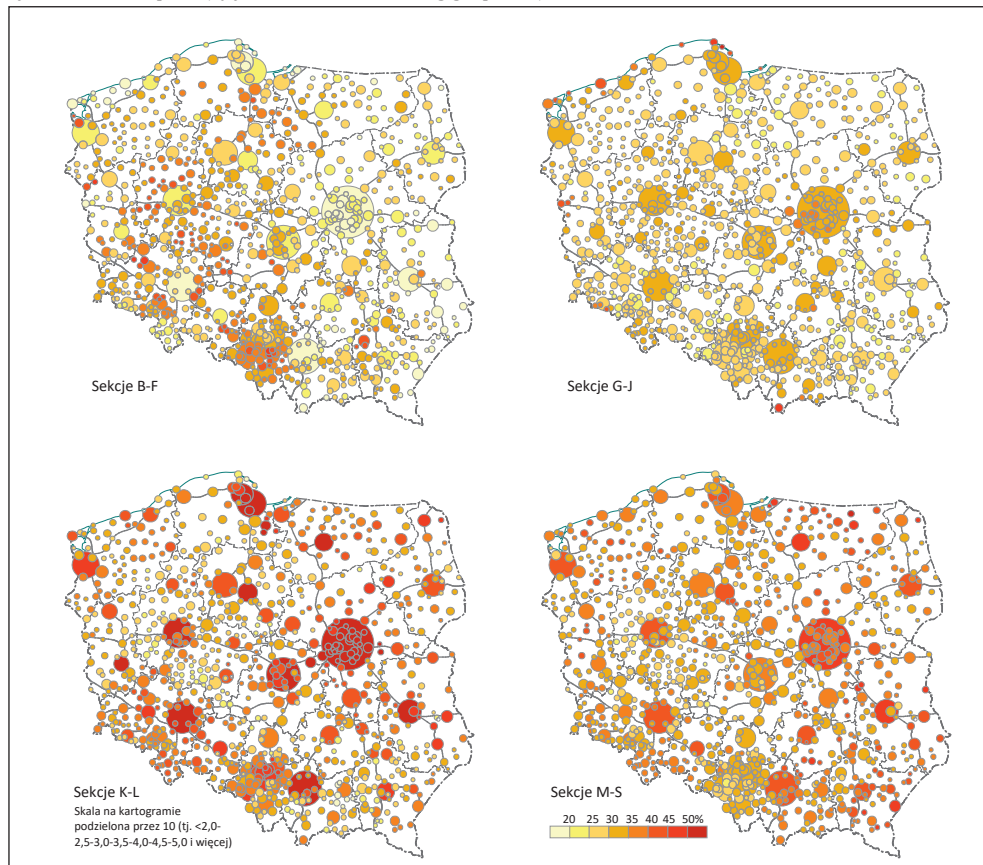 Sekcje B-F
Sekcje G-J
Sekcje K-L
Skala na kartogramie
podzielona przez 10 (tj. <2,0-
2,5-3,0-3,5-4,0-4,5-5,0 i więcej)
Sekcje M-S
20 25 30 35 40 45 50%